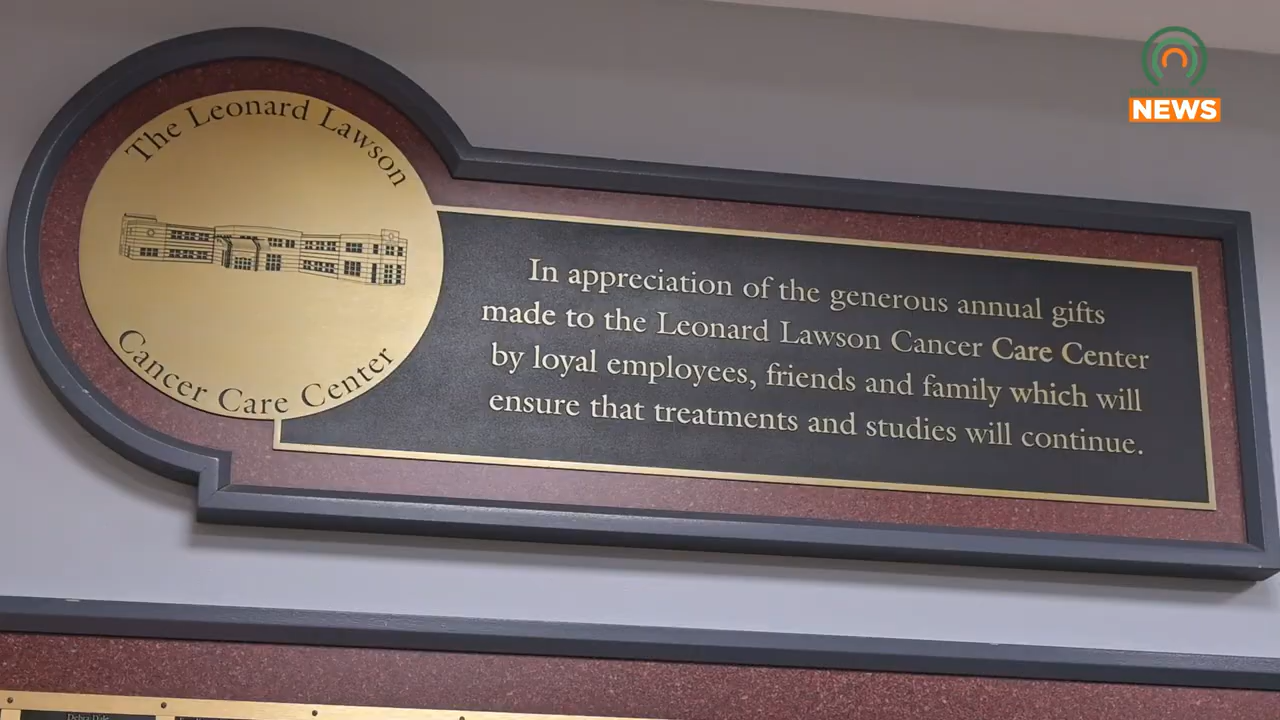 NEWS
The Leonard Lawson
Cancer Care Center
In appreciation of the generous annual gifts
made to the Leonard Lawson Cancer Care Center
by loyal employees, friends and family which will
ensure that treatments and studies will continue.